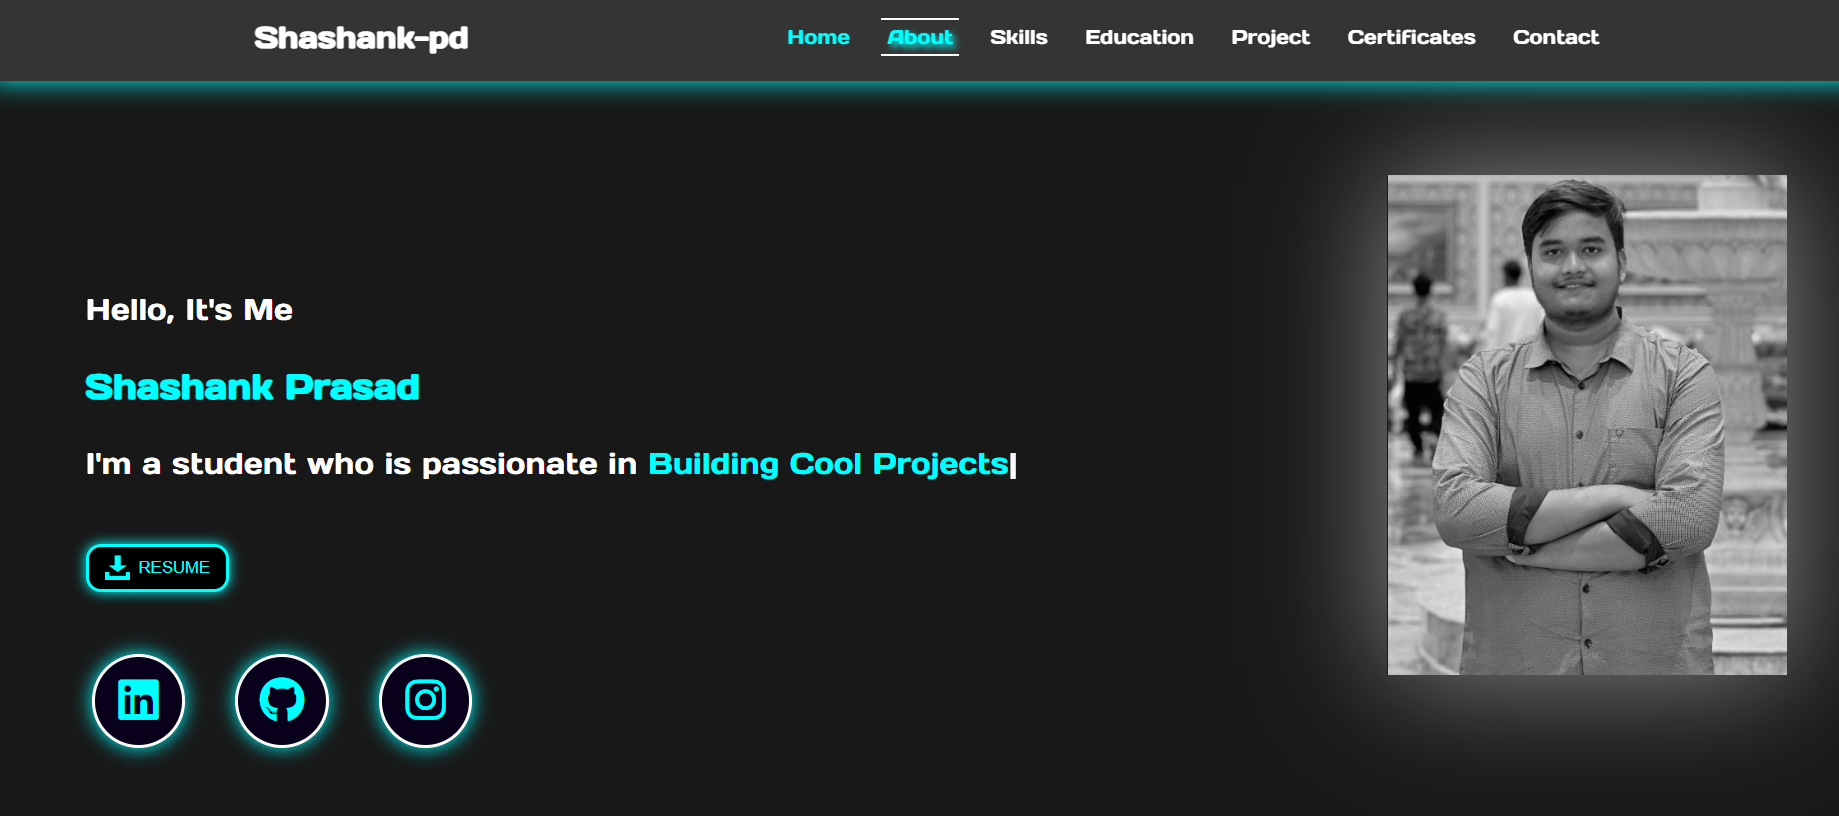 Shashank-pd
Home About Skills Education Project Certificates Contact
Hello, It's Me
Shashank Prasad
I'm a student who is passionate in Building Cool Projects|
RESUME
in